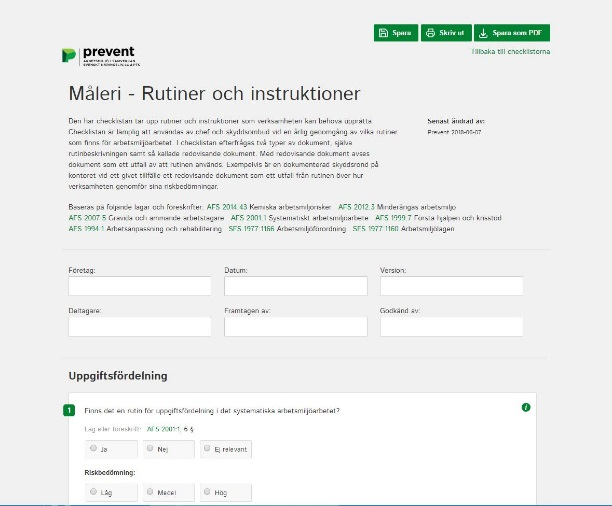 Spara
Skriv ut
Spara som PDF
Tillbaka till checklistorna
prevent
ARBETSMILJÖ I SAMVERKAN
SVENSKT NÄRINGSLIV, LO & PTK
Måleri - Rutiner och instruktioner
Den har checklistan tar upp rutiner och instruktioner som verksamheten kan behöva upprätta.
Checklistan är lämplig att användas av chef och skyddsombud vid en årlig genomgång av vilka rutiner
som finns för arbetsmiljöarbetet. I checklistan efterfrågas två typer av dokument, själva
rutinbeskrivningen samt så kallade redovisande dokument. Med redovisande dokument avses
dokument som ett utfall av att rutinen används. Exempelvis är en dokumenterad skyddsrond på
kontoret vid ett givet tillfälle ett redovisande dokument som ett utfall från rutinen över hur
verksamheten genomför sina riskbedömningar.
Senast ändrad av:
Prevent 2018-06-07
Baseras på följande lagar och föreskrifter: AFS 2014:43 Kemiska arbetsmiljörisker AFS 2012:3 Minderårigas arbetsmiljö
AFS 2007:5 Gravida och ammande arbetstagare AFS 2001:1 Systematiskt arbetsmiljöarbete AFS 1999:7 Första hjälpen och krisstöd
AFS 1994:1 Arbetsanpassning och rehabilitering SFS 1977:1166 Arbetsmiljöförordning SFS 1977:1160 Arbetsmiljölagen
Företag:
Datum:
Version:
Deltagare:
Framtagen av:
Godkänd av:
Uppgiftsfördelning
1
Finns det en rutin för uppgiftsfördelning i det systematiska arbetsmiljöarbetet?
i
Lag eller föreskrift: AFS 2001:1, 6 §
Ja
Nej
Ej relevant
Riskbedömning:
Låg
Medel
Hög